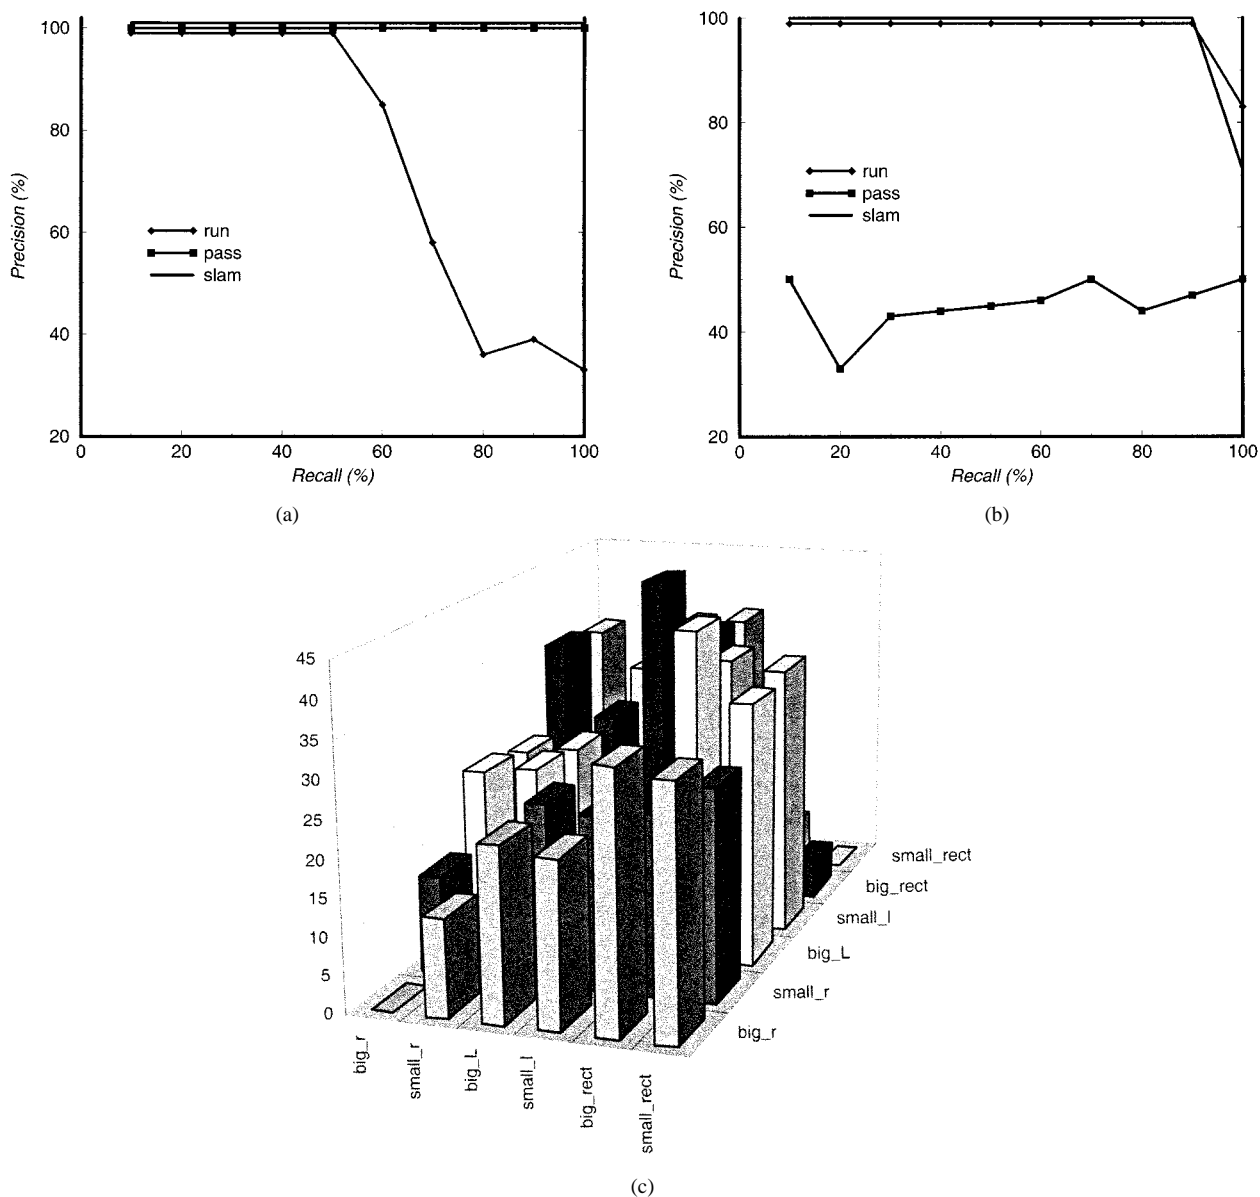 100
80
60
40
20
Precision (%)
run
pass
slam
0
20
40
60
80
100
Recall (%)
(a)
100
80
60
40
20
Precision (%)
run
pass
slam
0
20
40
60
80
100
Recall (%)
(b)
45
40
35
30
25
20
15
10
5
0
big_r
small_r
big_L
small_l
big_rect
small_rect
small_rect
big_rect
small_l
big_L
small_r
big_r
(c)